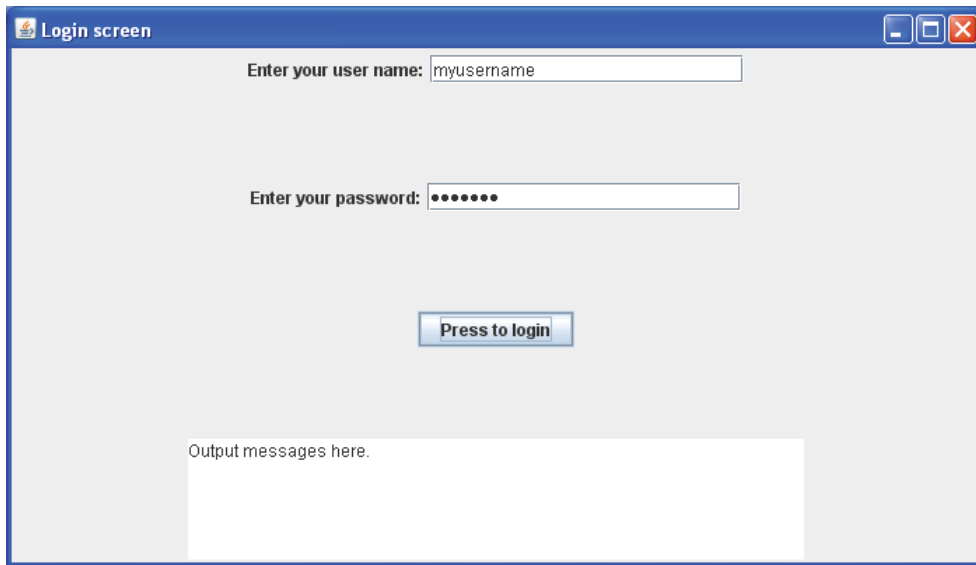 Login screen
Enter your user name: myusername
Enter your password: •••••••
Press to login
Output messages here.